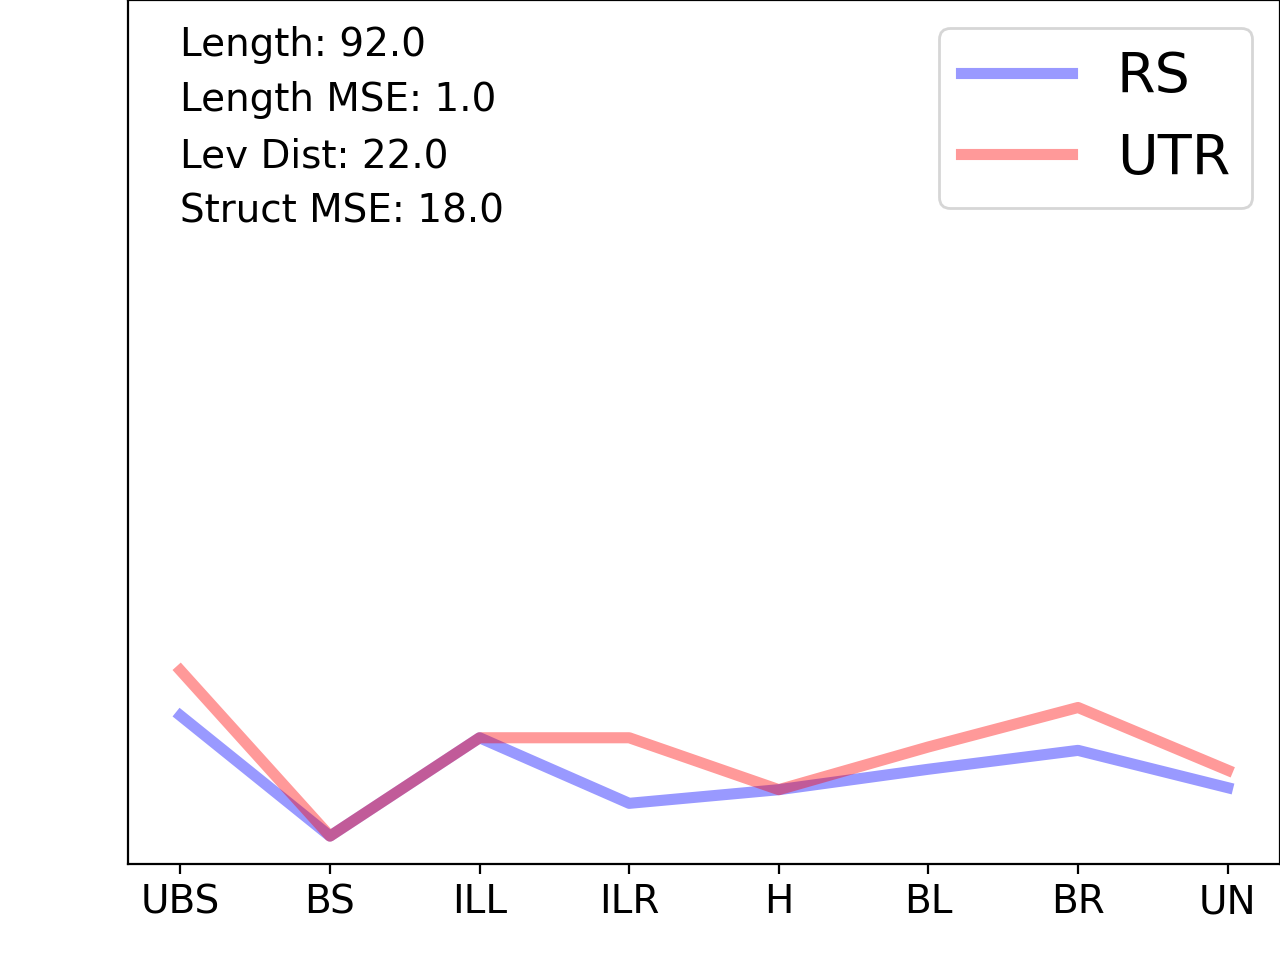 Length: 92.0
Length MSE: 1.0
Lev Dist: 22.0
Struct MSE: 18.0
RS
UTR
UBS BS ILL ILR H BL BR UN